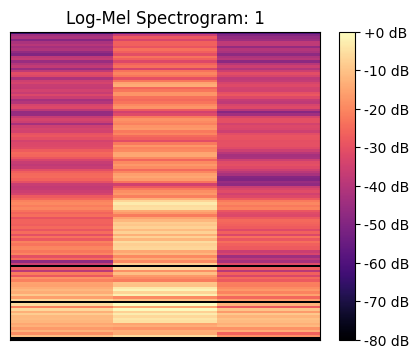 Log-Mel Spectrogram: 1
+0 dB
-10 dB
-20 dB
-30 dB
-40 dB
-50 dB
-60 dB
-70 dB
-80 dB